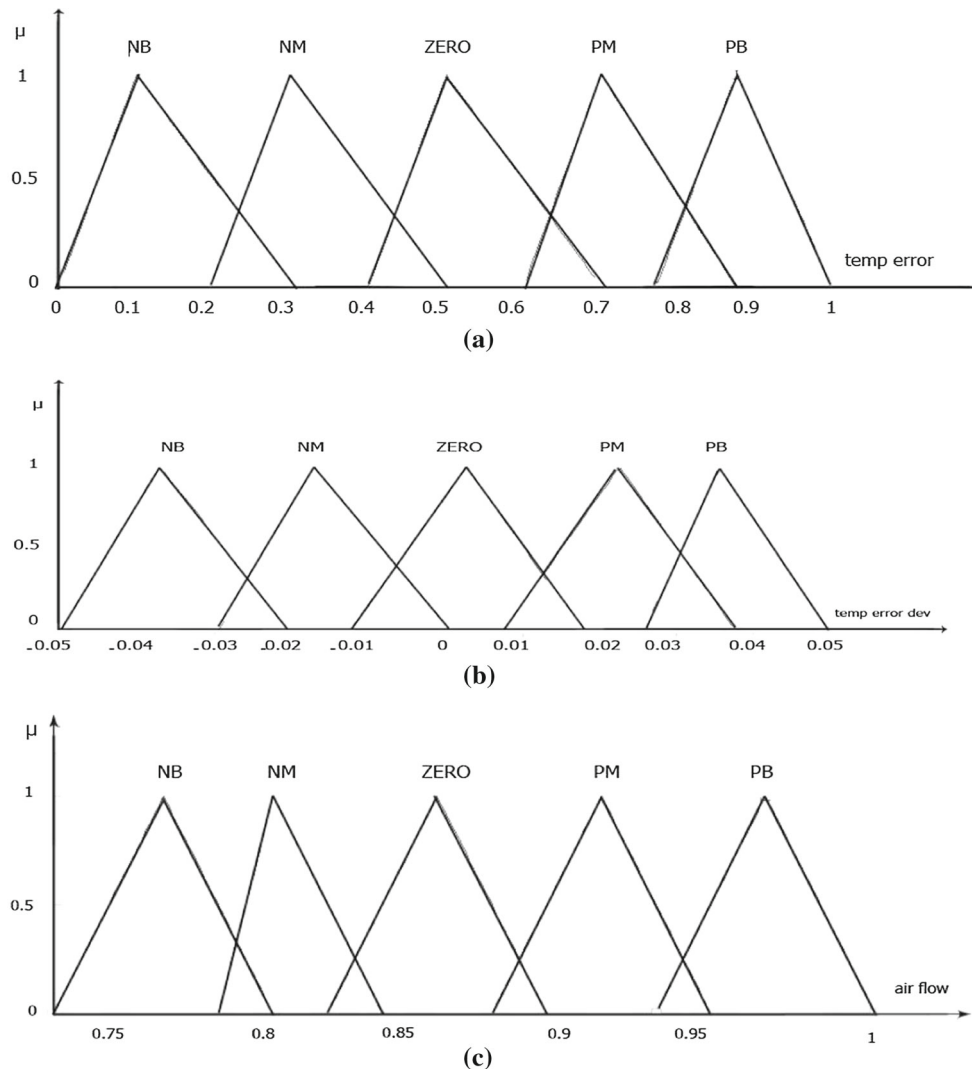 μ
NB NM ZERO PM PB
1
0.5
temp error
0
0 0.1 0.2 0.3 0.4 0.5 0.6 0.7 0.8 0.9 1
(a)
μ
NB NM ZERO PM PB
1
0.5
temp error dev
0
-0.05 -0.03 -0.02 -0.01 0 0.01 0.02 0.03 0.04 0.05
(b)
μ
NB NM ZERO PM PB
1
0.5
air flow
0
0.75 0.8 0.85 0.9 0.95 1
(c)